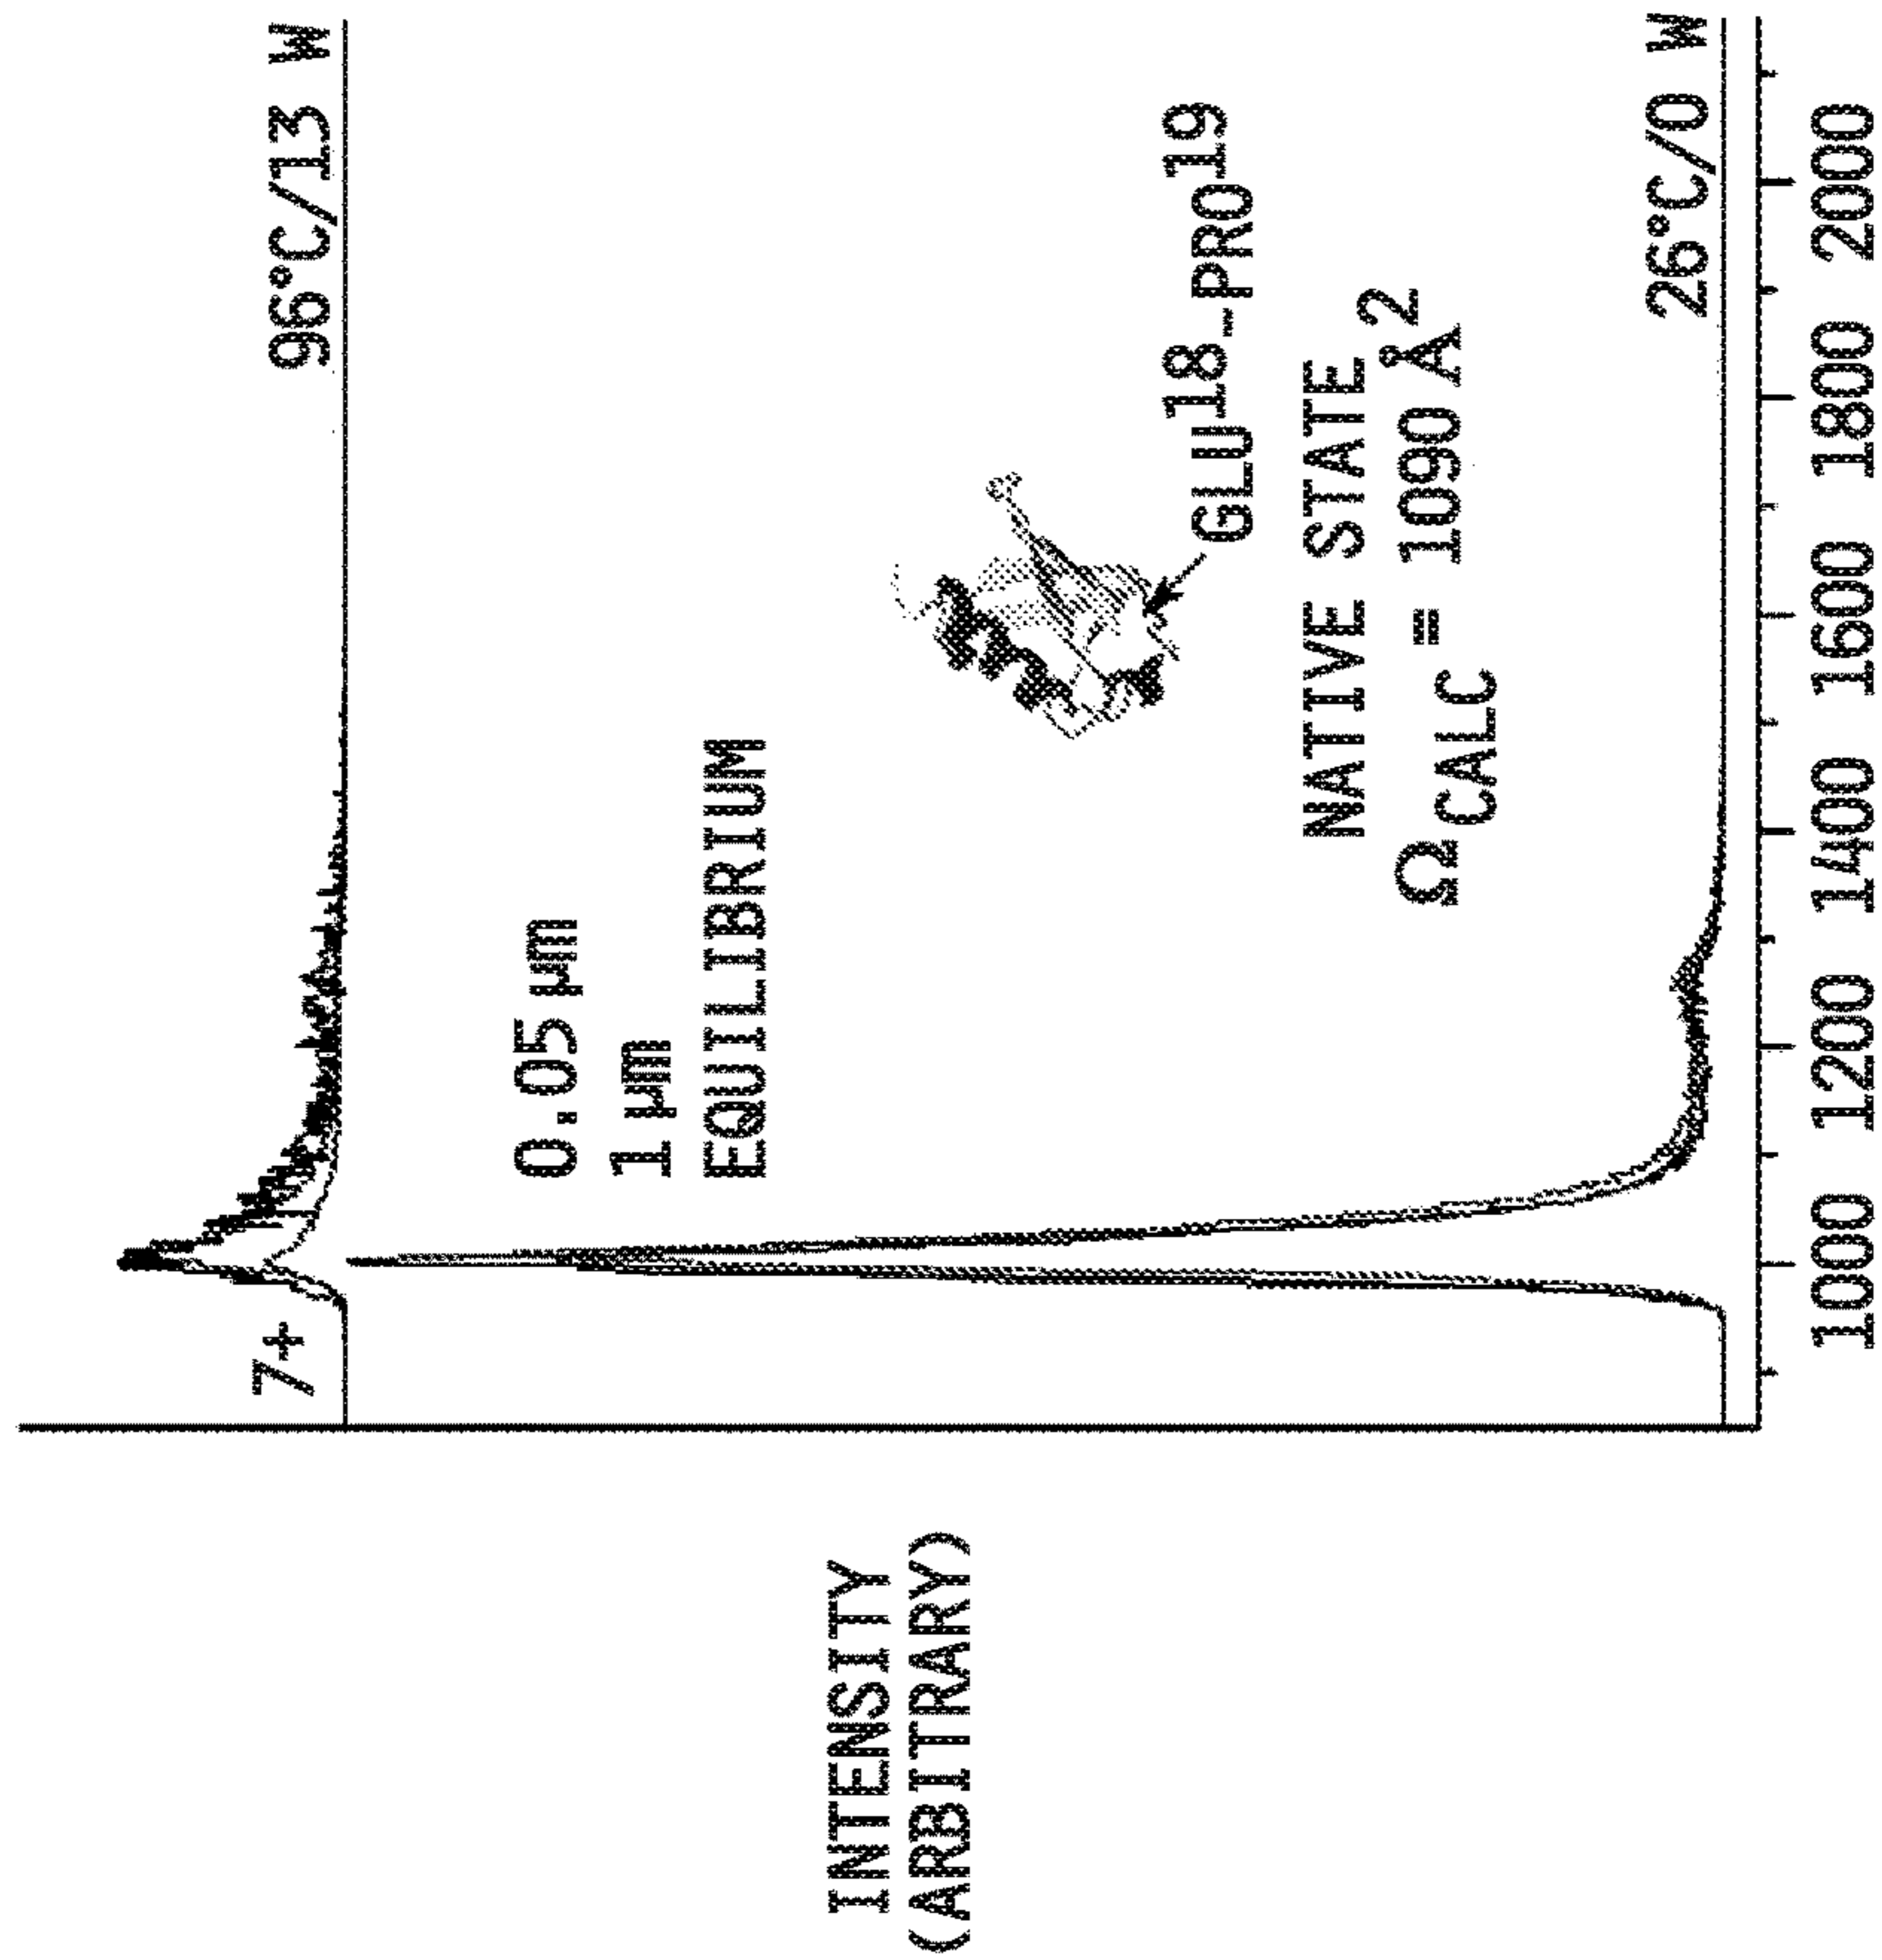 INTENSITY
(ARBITRARY)
7+
96°C/13 W
0.05 µm
1 µm
EQUILIBRIUM
GLU18-PRO19
NATIVE STATE
ΩCALC = 1090 Å2
26°C/0 W
1000 1200 1400 1600 1800 2000